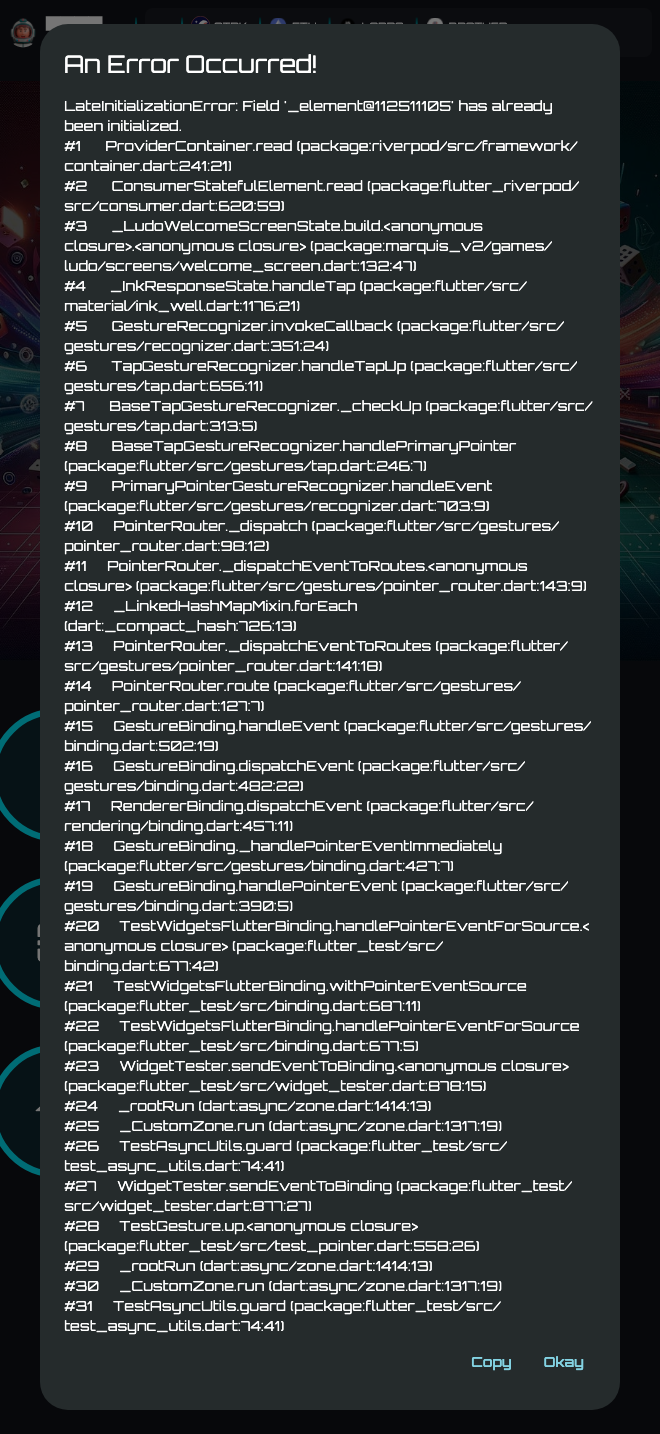 An Error Occurred!
LateInitializationError: Field '_element@112511105' has already
been initialized.
#1 ProviderContainer.read (package:riverpod/src/framework/
container.dart:241:21)
#2 ConsumerStatefulElement.read (package:flutter_riverpod/
src/consumer.dart:620:59)
#3 _LudoWelcomeScreenState.build.<anonymous
closure>.<anonymous closure> (package:marquis_v2/games/
ludo/screens/welcome_screen.dart:132:47)
#4 _InkResponseState.handleTap (package:flutter/src/
material/ink_well.dart:1176:21)
#5 GestureRecognizer.invokeCallback (package:flutter/src/
gestures/recognizer.dart:351:24)
#6 TapGestureRecognizer.handleTapUp (package:flutter/src/
gestures/tap.dart:656:11)
#7 BaseTapGestureRecognizer._checkUp (package:flutter/src/
gestures/tap.dart:313:5)
#8 BaseTapGestureRecognizer.handlePrimaryPointer
(package:flutter/src/gestures/tap.dart:246:7)
#9 PrimaryPointerGestureRecognizer.handleEvent
(package:flutter/src/gestures/recognizer.dart:703:9)
#10 PointerRouter._dispatch (package:flutter/src/gestures/
pointer_router.dart:98:12)
#11 PointerRouter._dispatchEventToRoutes.<anonymous
closure> (package:flutter/src/gestures/pointer_router.dart:143:9)
#12 _LinkedHashMapMixin.forEach
(dart:_compact_hash:726:13)
#13 PointerRouter._dispatchEventToRoutes (package:flutter/
src/gestures/pointer_router.dart:141:18)
#14 PointerRouter.route (package:flutter/src/gestures/
pointer_router.dart:127:7)
#15 GestureBinding.handleEvent (package:flutter/src/gestures/
binding.dart:502:19)
#16 GestureBinding.dispatchEvent (package:flutter/src/
gestures/binding.dart:482:22)
#17 RendererBinding.dispatchEvent (package:flutter/src/
rendering/binding.dart:457:11)
#18 GestureBinding._handlePointerEventImmediately
(package:flutter/src/gestures/binding.dart:427:7)
#19 GestureBinding.handlePointerEvent (package:flutter/src/
gestures/binding.dart:390:5)
#20 TestWidgetsFlutterBinding.handlePointerEventForSource.<
anonymous closure> (package:flutter_test/src/
binding.dart:677:42)
#21 TestWidgetsFlutterBinding.withPointerEventSource
(package:flutter_test/src/binding.dart:687:11)
#22 TestWidgetsFlutterBinding.handlePointerEventForSource
(package:flutter_test/src/binding.dart:677:5)
#23 WidgetTester.sendEventToBinding.<anonymous closure>
(package:flutter_test/src/widget_tester.dart:878:15)
#24 _rootRun (dart:async/zone.dart:1414:13)
#25 _CustomZone.run (dart:async/zone.dart:1317:19)
#26 TestAsyncUtils.guard (package:flutter_test/src/
test_async_utils.dart:74:41)
#27 WidgetTester.sendEventToBinding (package:flutter_test/
src/widget_tester.dart:877:27)
#28 TestGesture.up.<anonymous closure>
(package:flutter_test/src/test_pointer.dart:558:26)
#29 _rootRun (dart:async/zone.dart:1414:13)
#30 _CustomZone.run (dart:async/zone.dart:1317:19)
#31 TestAsyncUtils.guard (package:flutter_test/src/
test_async_utils.dart:74:41)
Copy Okay